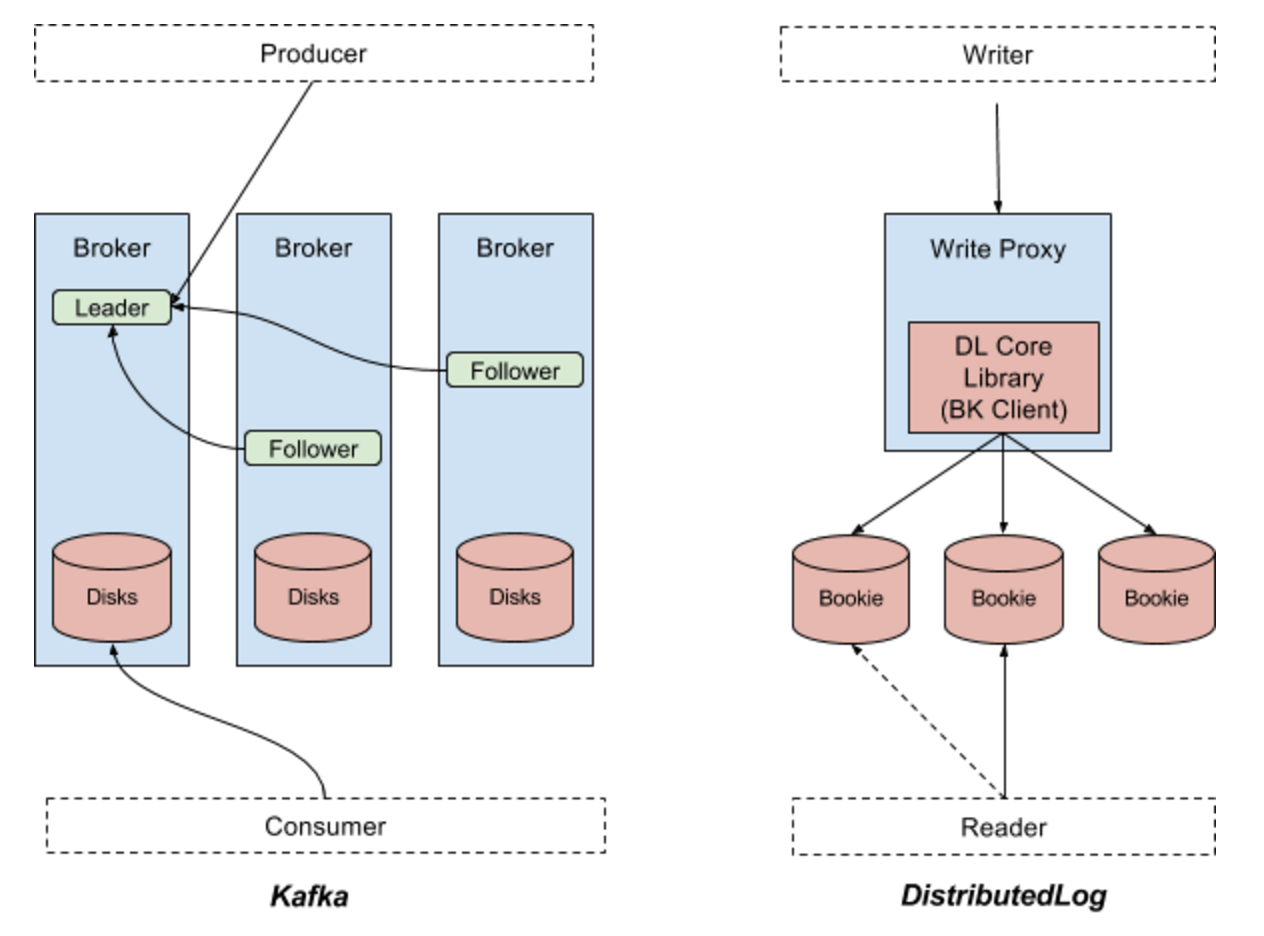 Producer
Broker
Broker
Broker
Leader
Follower
Follower
Disks
Disks
Disks
Consumer
Kafka
Writer
Write Proxy
DL Core
Library
(BK Client)
Bookie
Bookie
Bookie
Reader
DistributedLog